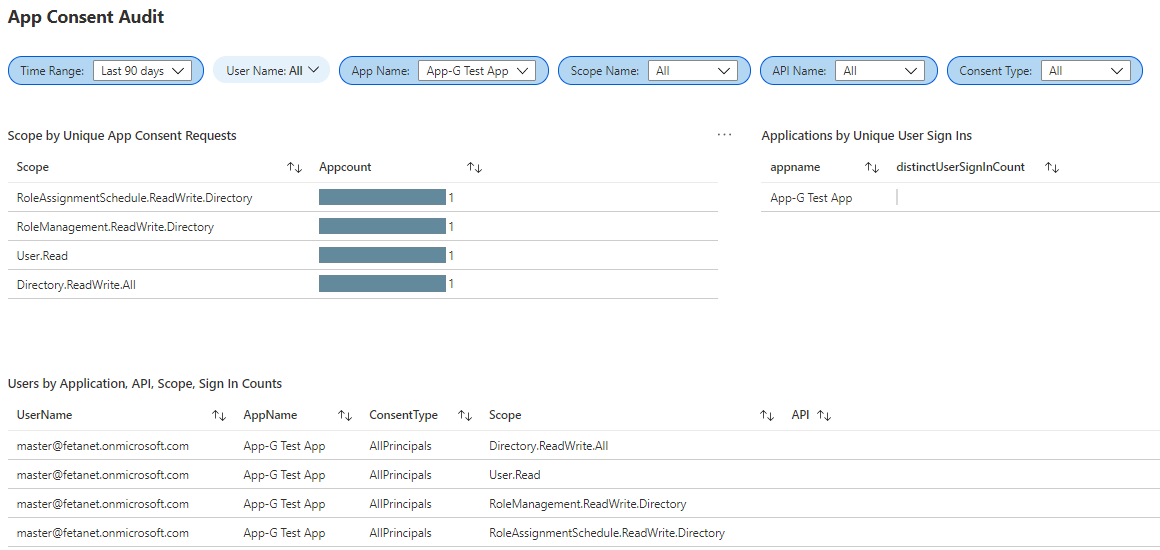 App Consent Audit
Time Range: Last 90 days User Name: All App Name: App-G Test App Scope Name: All API Name: All Consent Type: All
Scope by Unique App Consent Requests ...
Scope Appcount
RoleAssignmentSchedule.ReadWrite.Directory 1
RoleManagement.ReadWrite.Directory 1
User.Read 1
Directory.ReadWrite.All 1
Applications by Unique User Sign Ins
appname distinctUserSignInCount
App-G Test App
Users by Application, API, Scope, Sign In Counts
UserName AppName ConsentType Scope API
master@fetanet.onmicrosoft.com App-G Test App AllPrincipals Directory.ReadWrite.All
master@fetanet.onmicrosoft.com App-G Test App AllPrincipals User.Read
master@fetanet.onmicrosoft.com App-G Test App AllPrincipals RoleManagement.ReadWrite.Directory
master@fetanet.onmicrosoft.com App-G Test App AllPrincipals RoleAssignmentSchedule.ReadWrite.Directory